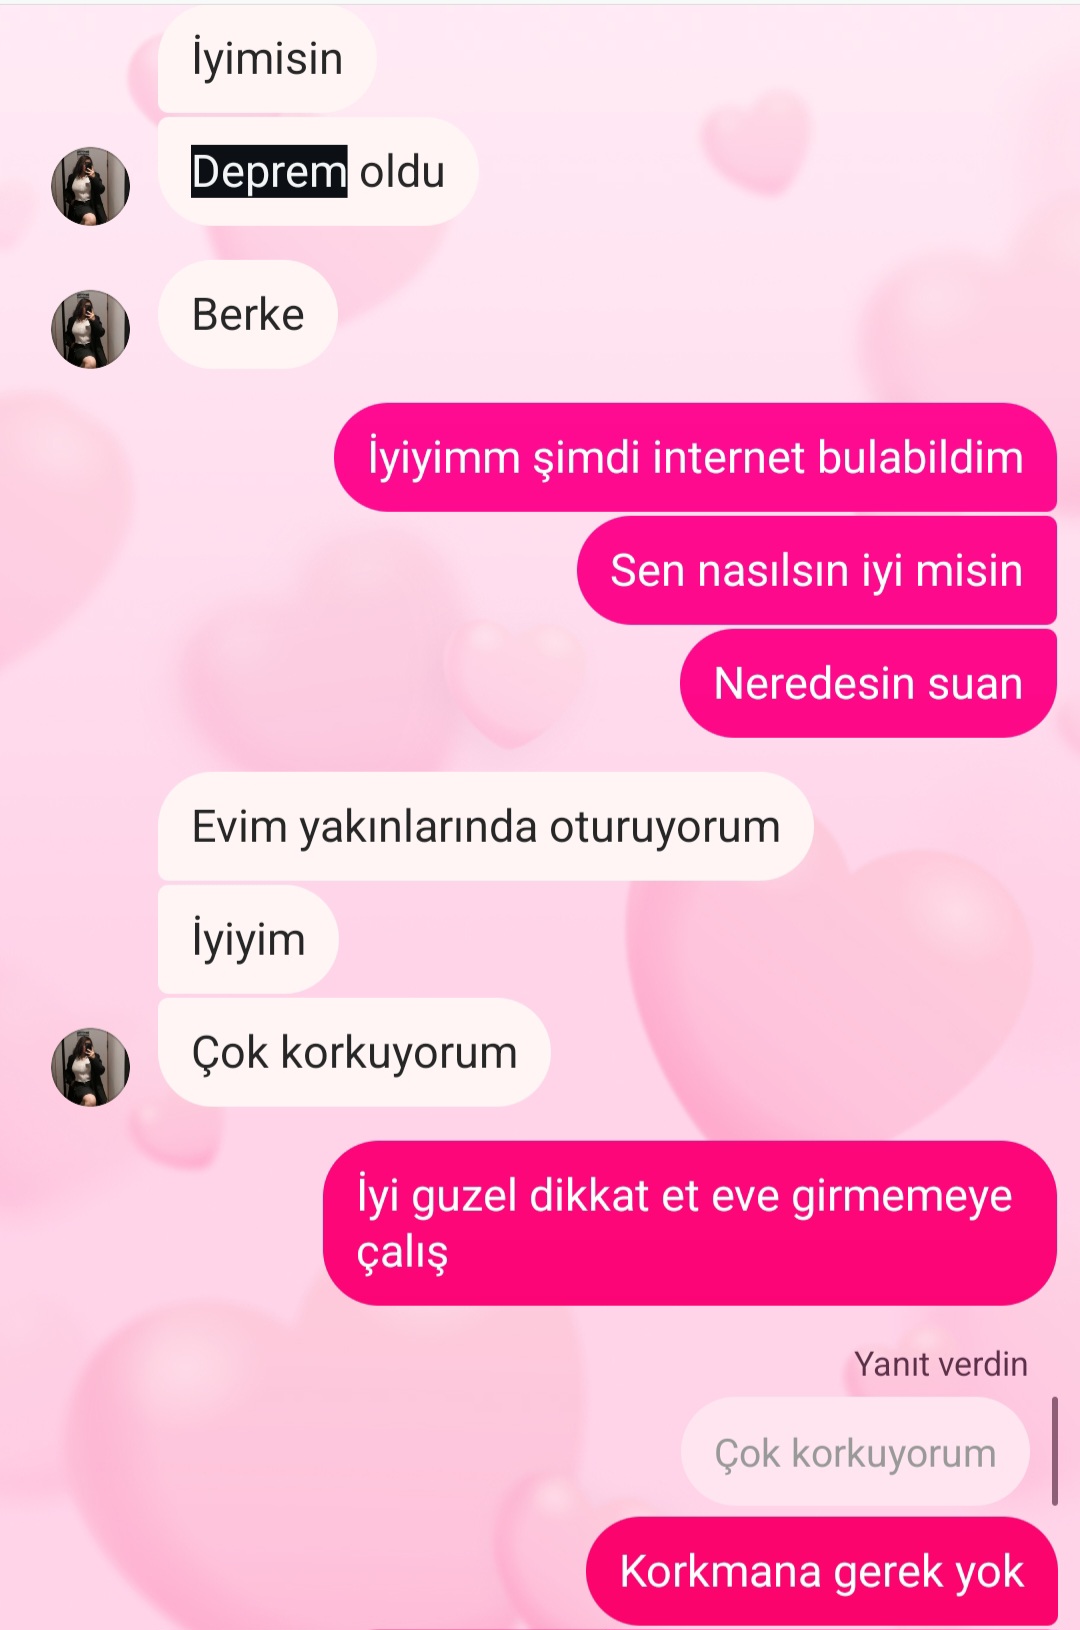 İyimisin
Deprem oldu
Berke
İyiyimm şimdi internet bulabildim
Sen nasılsın iyi misin
Neredesin suan
Evim yakınlarında oturuyorum
İyiyim
Çok korkuyorum
İyi guzel dikkat et eve girmemeye
çalış
Yanıt verdin
Çok korkuyorum
Korkmana gerek yok